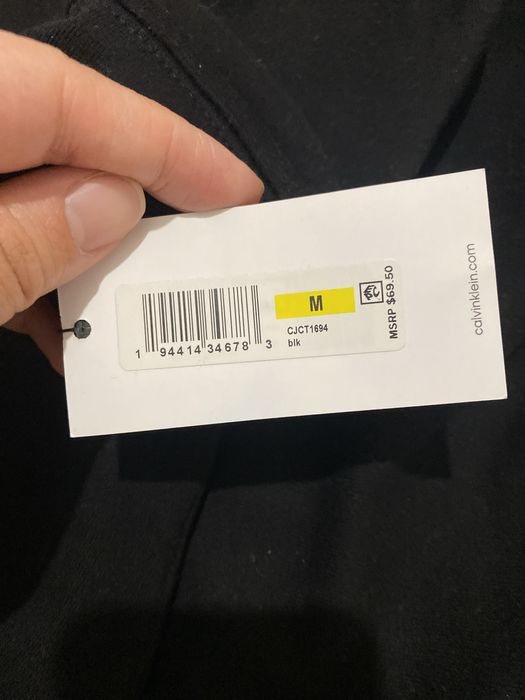 M
CJCT1694
blk
1 94414 34678 3
MSRP $69.50
calvinklein.com